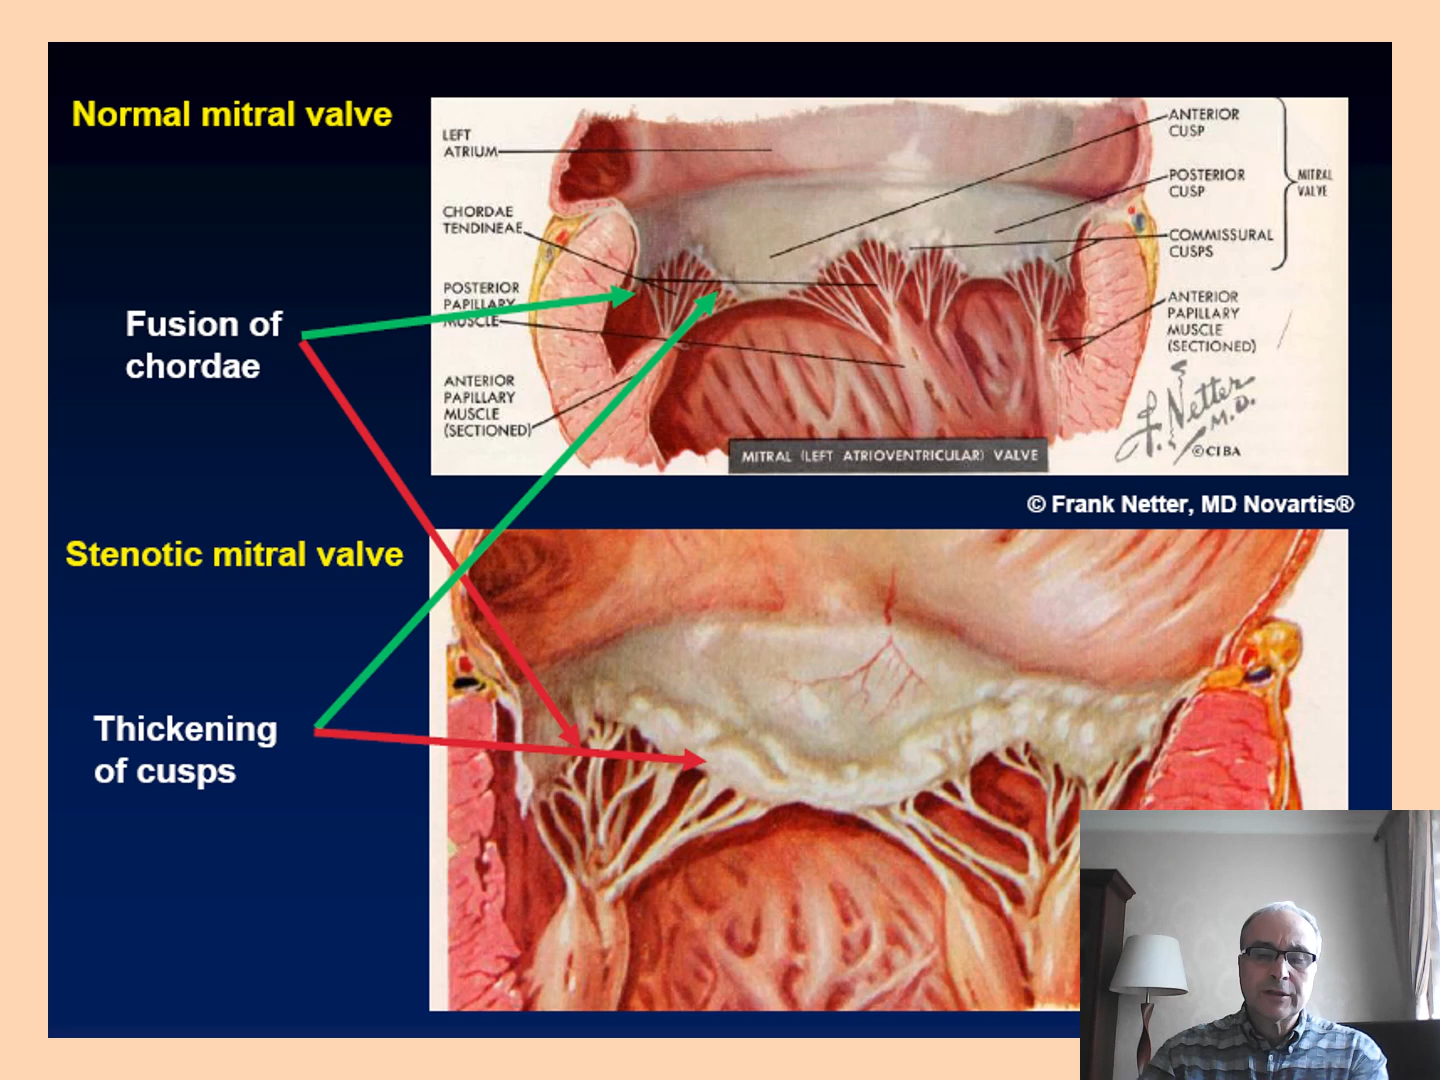 Normal mitral valve
LEFT
ATRIUM
CHORDAE
TENDINEAE
POSTERIOR
PAPILLARY
MUSCLE
ANTERIOR
PAPILLARY
MUSCLE
(SECTIONED)
ANTERIOR
CUSP
POSTERIOR
CUSP
MITRAL
VALVE
COMMISSURAL
CUSPS
ANTERIOR
PAPILLARY
MUSCLE
(SECTIONED)
F. Netter
M.D.
©CIBA
MITRAL (LEFT ATRIOVENTRICULAR) VALVE
© Frank Netter, MD Novartis®
Fusion of
chordae
Stenotic mitral valve
Thickening
of cusps